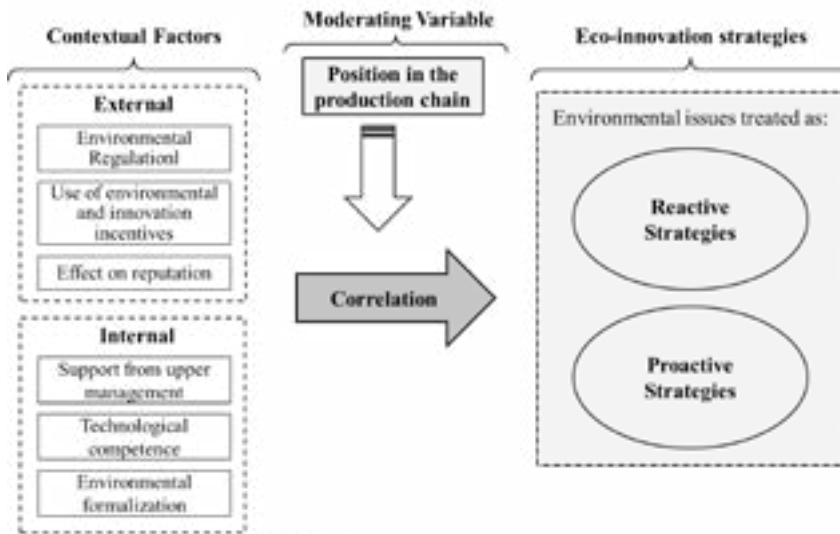 Contextual Factors
External
Environmental
Regulationl
Use of environmental
and innovation
incentives
Effect on reputation
Internal
Support from upper
management
Technological
competence
Environmental
formalization
Moderating Variable
Position in the
production chain
Correlation
Eco-innovation strategies
Environmental issues treated as:
Reactive
Strategies
Proactive
Strategies